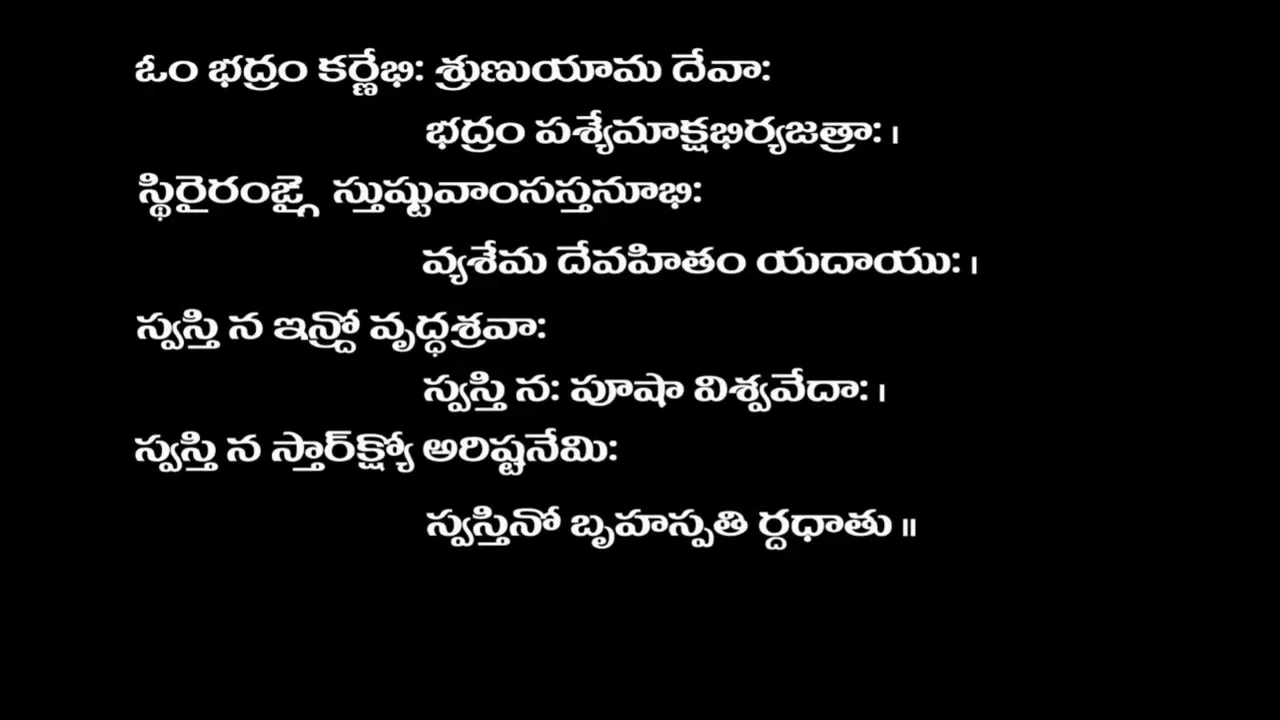 ఓం భద్రం కర్ణేభి: శ్రుణుయామ దేవా:
భద్రం పశ్యేమాక్షభిర్యజత్రా: ।
స్థిరైరంఙ్గై స్తుష్టువాంసస్తనూభి:
వ్యశేమ దేవహితం యదాయు: ।
స్వస్తి న ఇన్ద్రో వృద్ధశ్రవా:
స్వస్తి న: పూషా విశ్వవేదా: ।
స్వస్తి న స్తార్‌క్ష్యో అరిష్టనేమి:
స్వస్తినో బృహస్పతి ర్దధాతు ॥